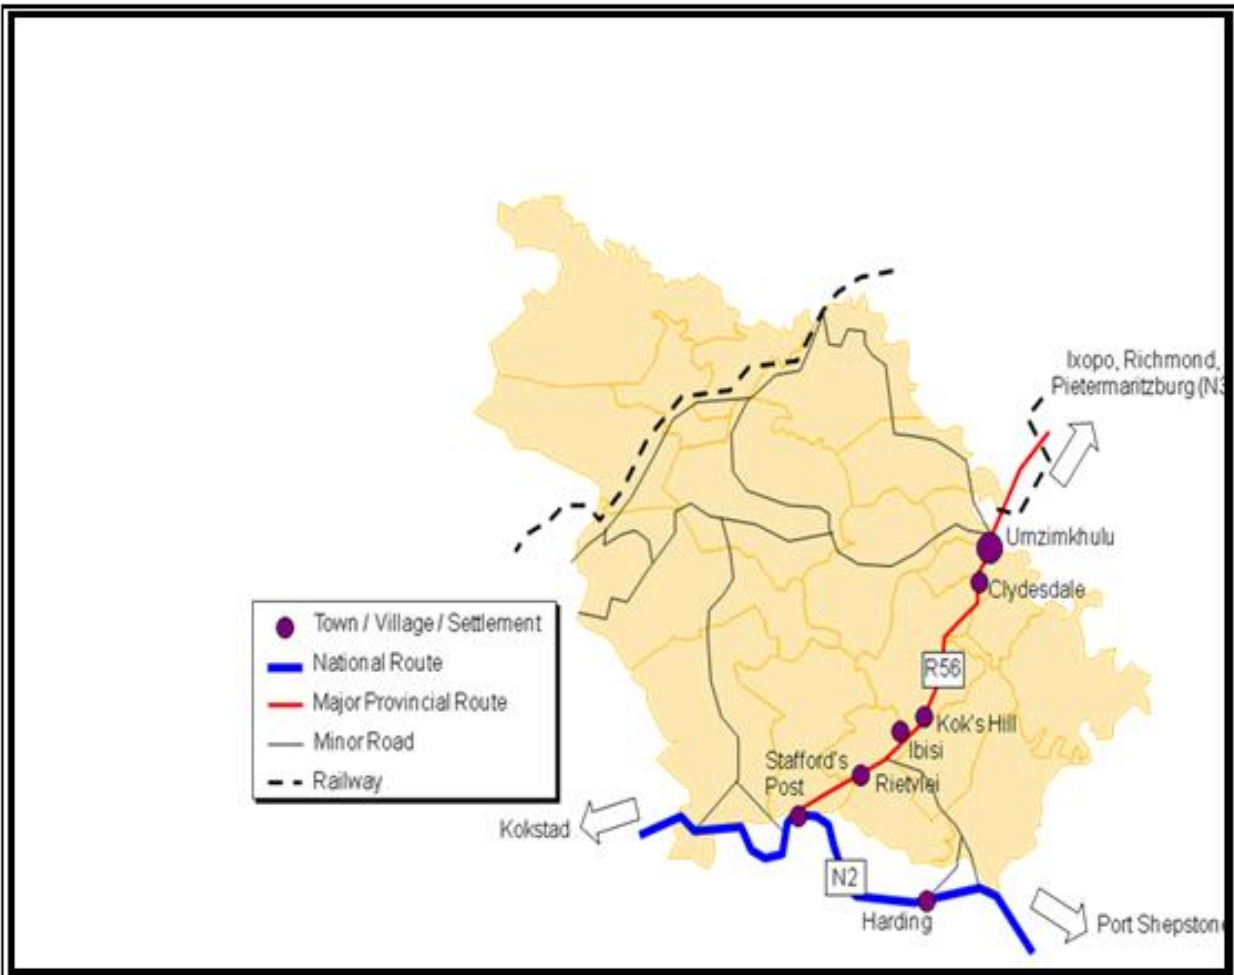 Ixopo, Richmond,
Pietermaritzburg (N3
Umzimkhulu
Clydesdale
R56
Kok's Hill
Ibisi
Stafford's
Post
Rietvlei
Kokstad
N2
Harding
Port Shepstone
Town / Village / Settlement
National Route
Major Provincial Route
Minor Road
Railway